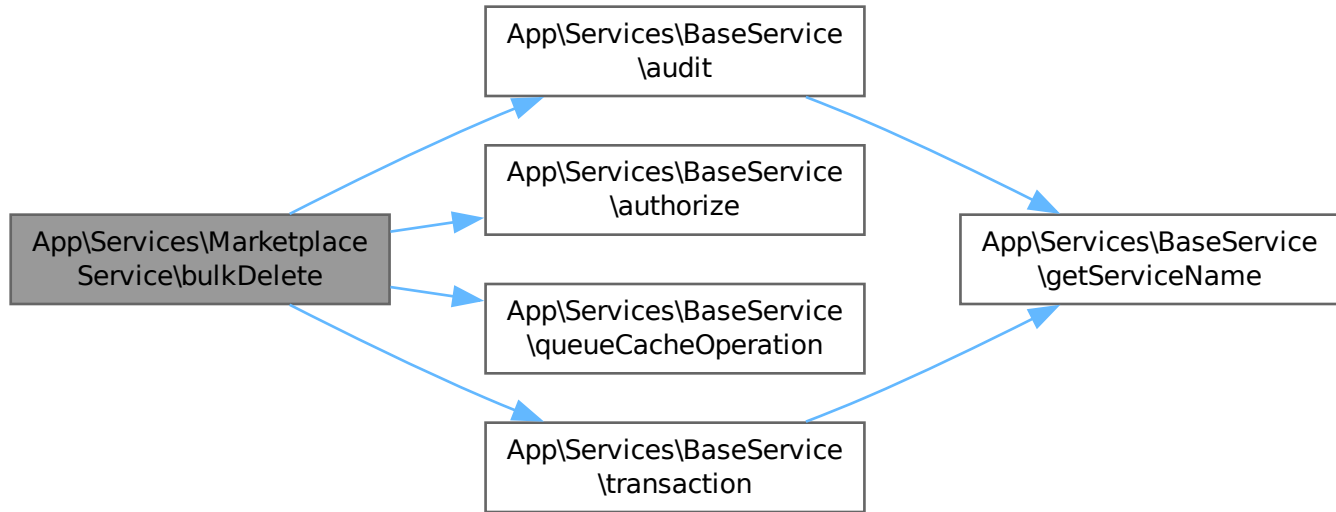 App\Services\BaseService
\audit
App\Services\BaseService
\authorize
App\Services\Marketplace
Service\bulkDelete
App\Services\BaseService
\getServiceName
App\Services\BaseService
\queueCacheOperation
App\Services\BaseService
\transaction